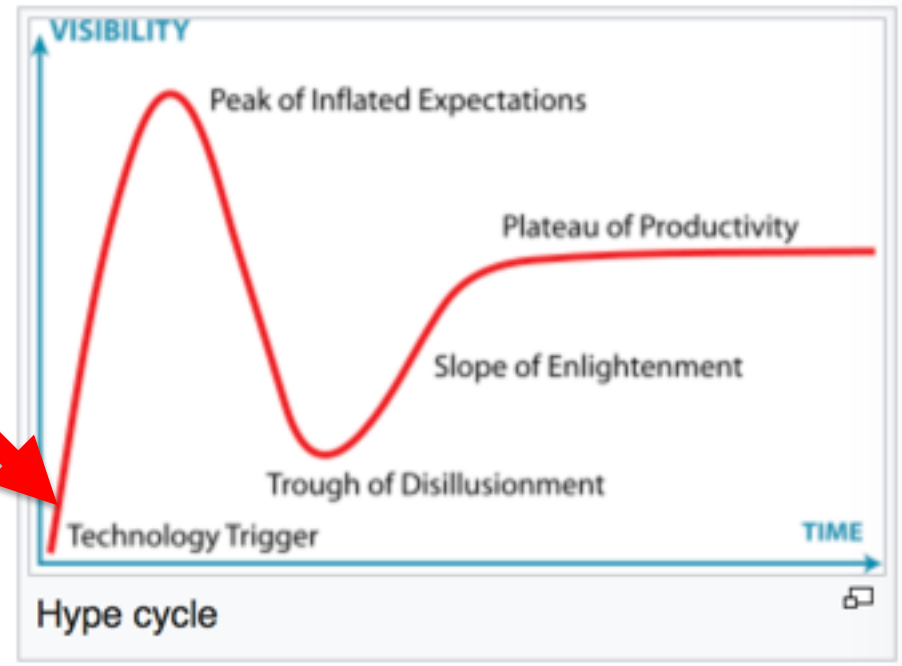 VISIBILITY
Peak of Inflated Expectations
Plateau of Productivity
Slope of Enlightenment
Trough of Disillusionment
Technology Trigger
TIME
Hype cycle